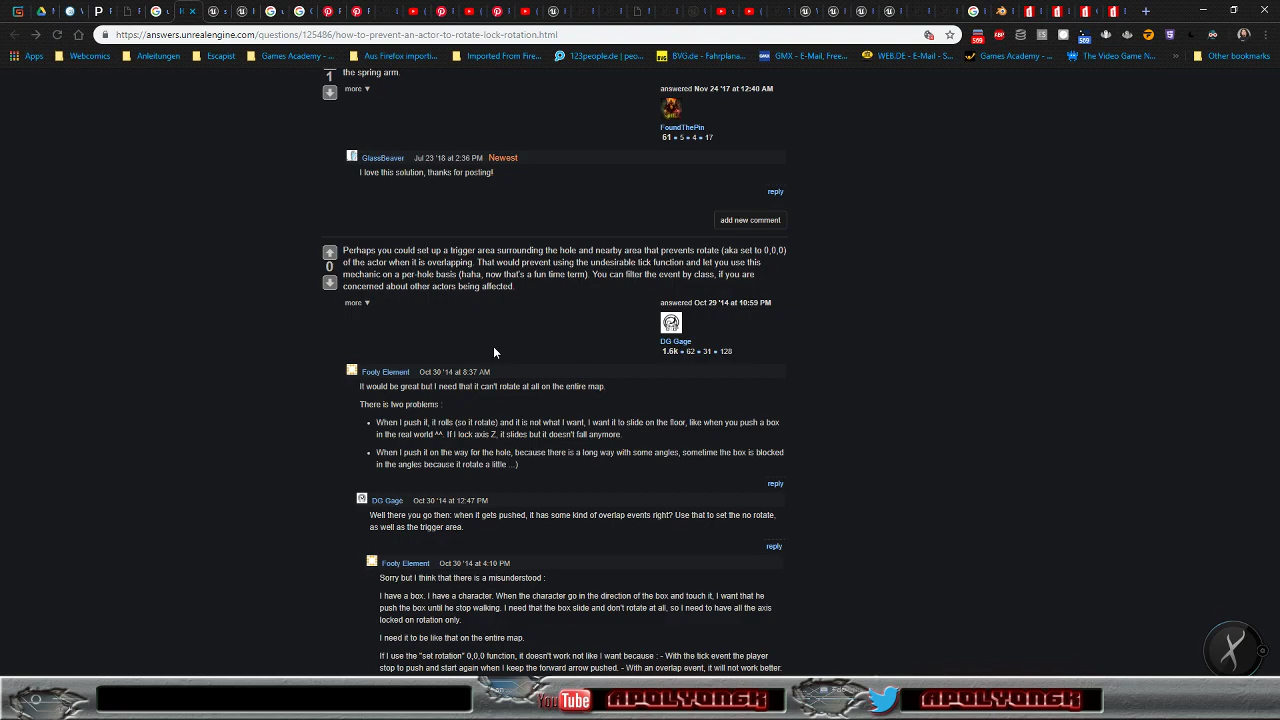 https://answers.unrealengine.com/questions/125486/how-to-prevent-an-actor-to-rotate-lock-rotation.html
Apps Webcomics Anleitungen Escapist Games Academy -... Aus Firefox importi... Imported From Fire... 123people.de | peo... BVG.de - Fahrplana... GMX - E-Mail, Free... WEB.DE - E-Mail - S... Games Academy -... The Video Game N... » Other bookmarks
the spring arm.
1
more ▼
answered Nov 24 '17 at 12:40 AM
FoundThePin
61 ● 5 ● 4 ● 17
GlassBeaver Jul 23 '18 at 2:36 PM Newest
I love this solution, thanks for posting!
reply
add new comment
Perhaps you could set up a trigger area surrounding the hole and nearby area that prevents rotate (aka set to 0,0,0)
of the actor when it is overlapping. That would prevent using the undesirable tick function and let you use this
0
mechanic on a per-hole basis (haha, now that's a fun time term). You can filter the event by class, if you are
concerned about other actors being affected.
more ▼
answered Oct 29 '14 at 10:59 PM
DG Gage
1.6k ● 62 ● 31 ● 128
Footy Element Oct 30 '14 at 8:37 AM
It would be great but I need that it can't rotate at all on the entire map.
There is two problems :
• When I push it, it rolls (so it rotate) and it is not what I want, I want it to slide on the floor, like when you push a box
in the real world ^^. If I lock axis Z, it slides but it doesn't fall anymore.
• When I push it on the way for the hole, because there is a long way with some angles, sometime the box is blocked
in the angles because it rotate a little ...)
reply
DG Gage Oct 30 '14 at 12:47 PM
Well there you go then: when it gets pushed, it has some kind of overlap events right? Use that to set the no rotate,
as well as the trigger area.
reply
Footy Element Oct 30 '14 at 4:10 PM
Sorry but I think that there is a misunderstood :
I have a box. I have a character. When the character go in the direction of the box and touch it, I want that he
push the box until he stop walking. I need that the box slide and don't rotate at all, so I need to have all the axis
locked on rotation only.
I need it to be like that on the entire map.
If I use the "set rotation" 0,0,0 function, it doesn't work not like I want because : - With the tick event the player
stop to push and start again when I keep the forward arrow pushed. - With an overlap event, it will not work better.
YouTube APOLYON6K APOLYON6K